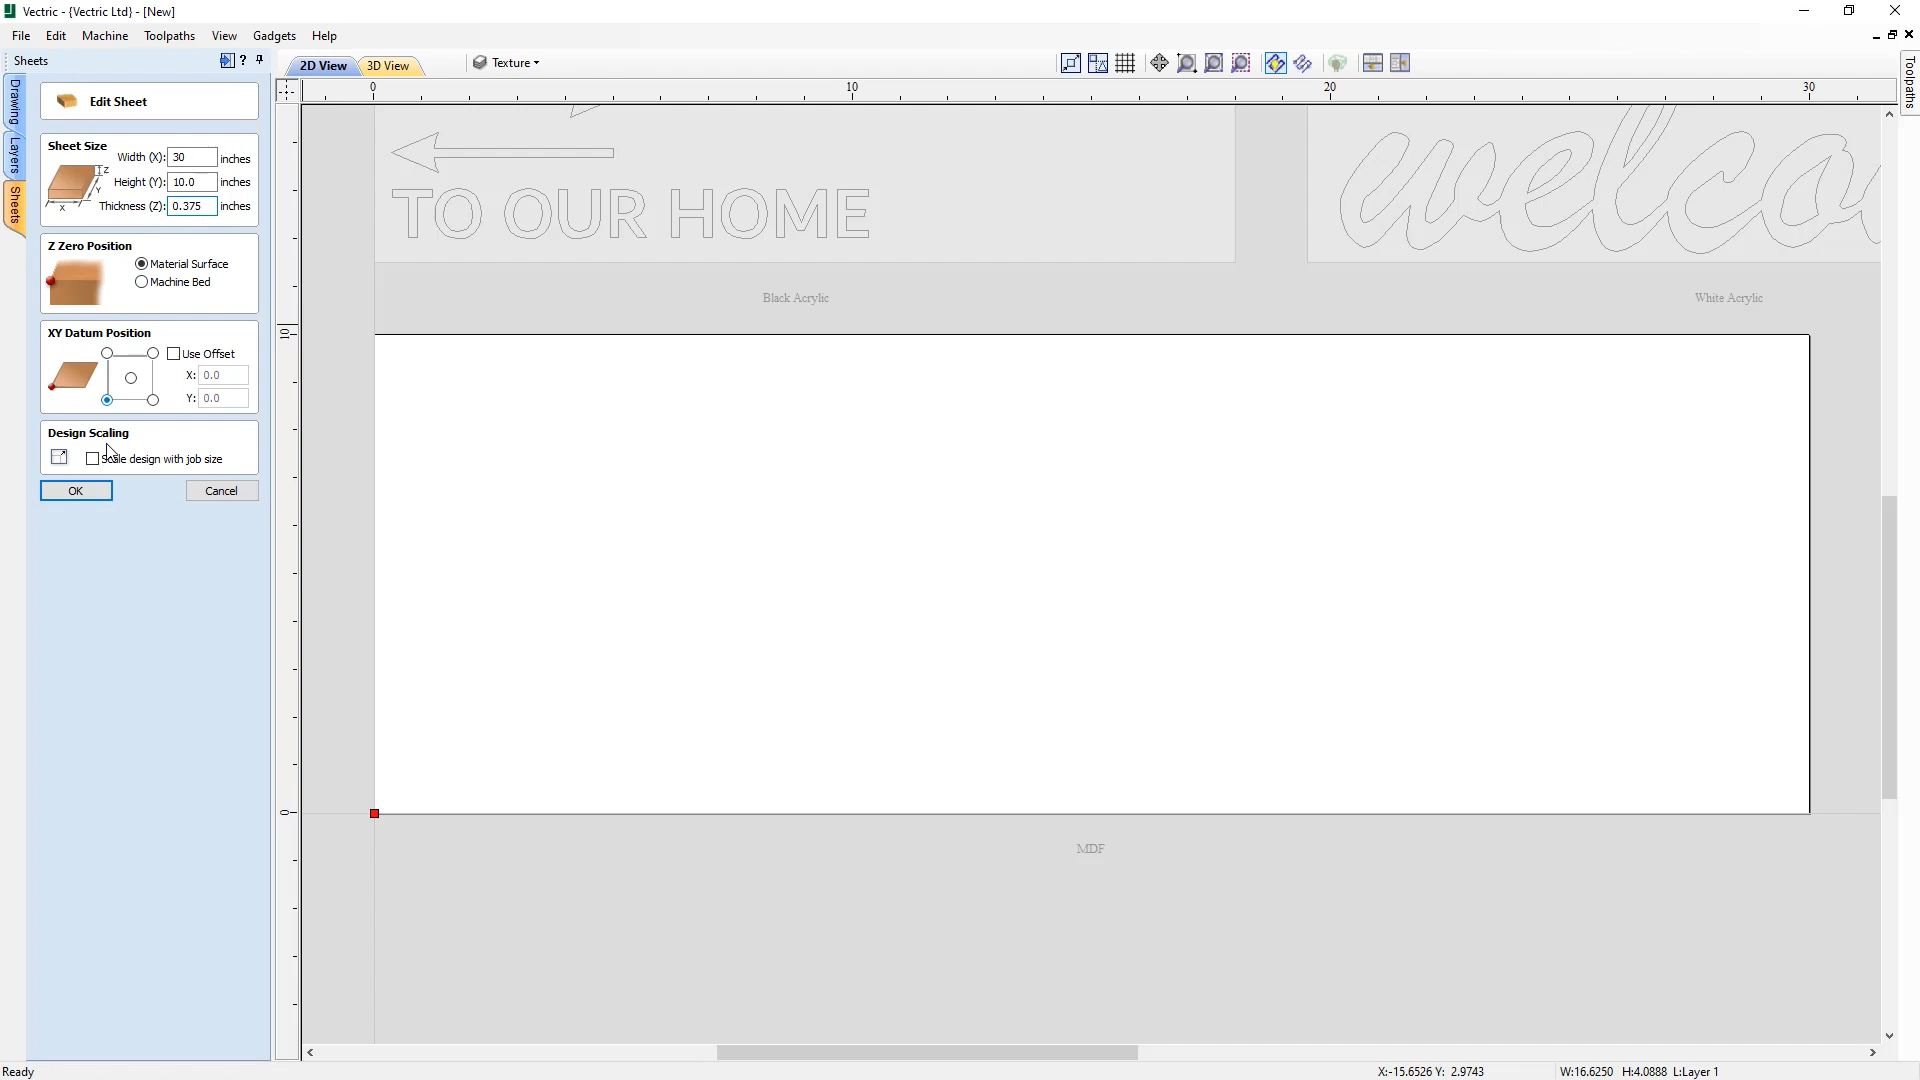 Vectric - {Vectric Ltd} - [New]
File Edit Machine Toolpaths View Gadgets Help
Sheets
?
2D View
3D View
Texture
Drawing
Layers
Sheets
Toolpaths
0 10 20 30
10
0
Edit Sheet
Sheet Size
Width (X): 30 inches
Height (Y): 10.0 inches
Thickness (Z): 0.375 inches
Z
Y
X
Z Zero Position
Material Surface
Machine Bed
XY Datum Position
Use Offset
X: 0.0
Y: 0.0
Design Scaling
Scale design with job size
OK Cancel
TO OUR HOME
welco
Black Acrylic
White Acrylic
MDF
Ready
X:-15.6526 Y: 2.9743
W:16.6250 H:4.0888 L:Layer 1